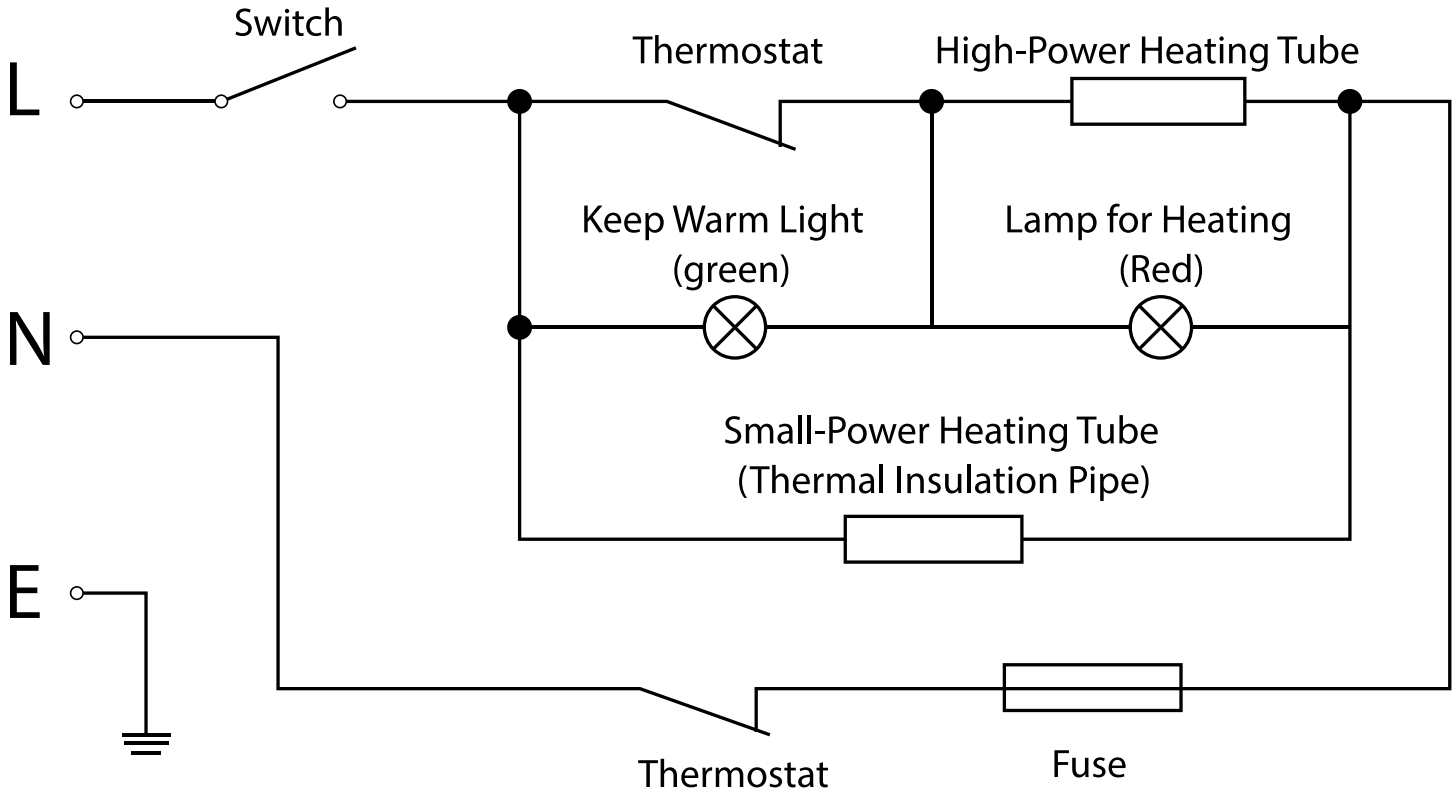 Switch
Thermostat
High-Power Heating Tube
L
Keep Warm Light
(green)
Lamp for Heating
(Red)
N
Small-Power Heating Tube
(Thermal Insulation Pipe)
E
Thermostat
Fuse